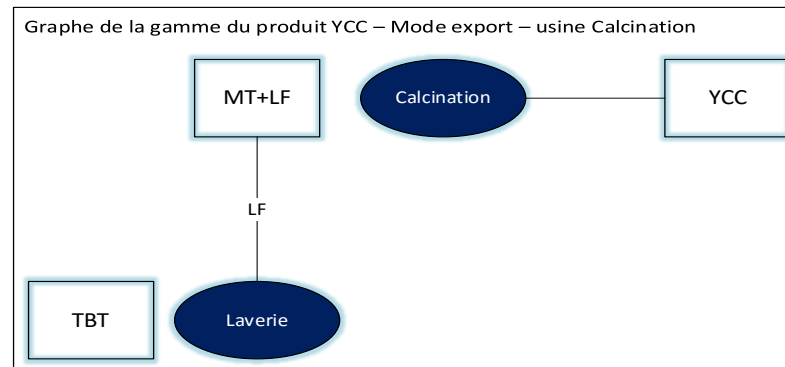 Graphe de la gamme du produit YCC – Mode export – usine Calcination
MT+LF
Calcination
YCC
LF
TBT
Laverie